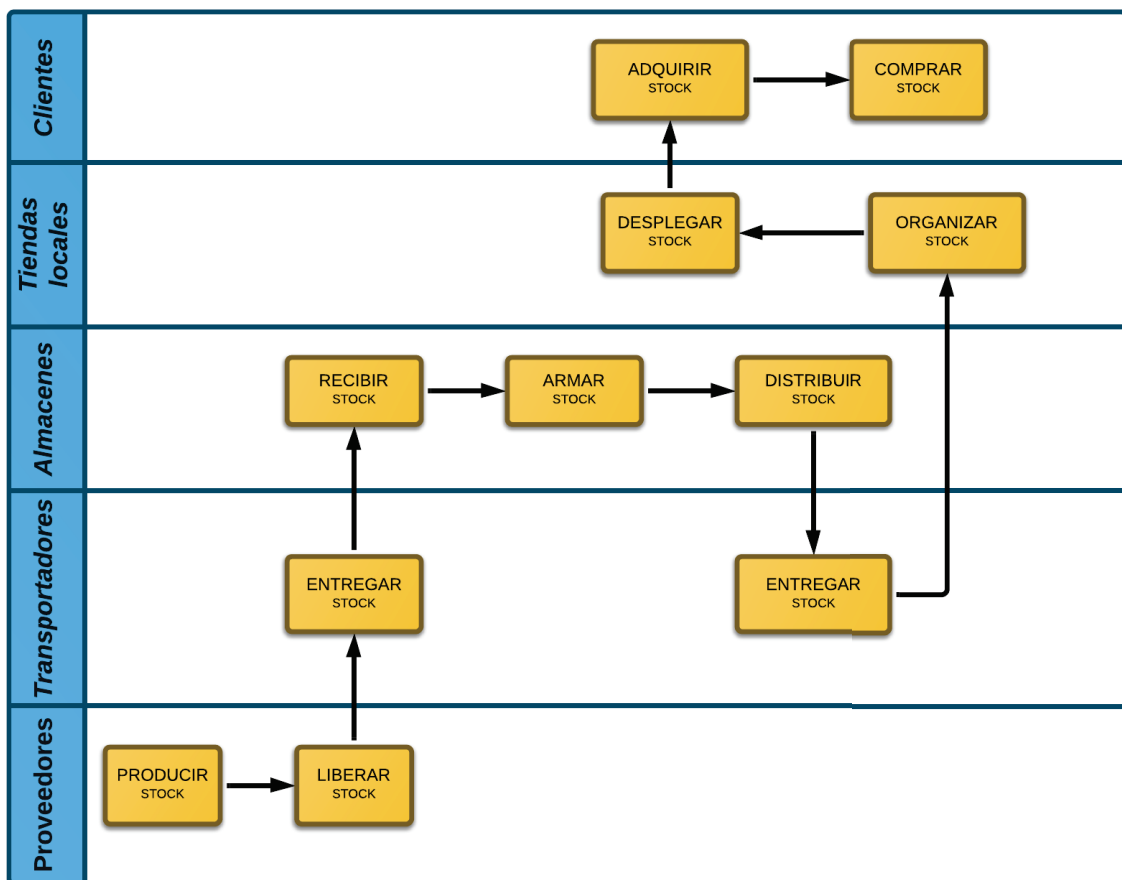 Clientes
ADQUIRIR
STOCK
COMPRAR
STOCK
Tiendas
locales
DESPLEGAR
STOCK
ORGANIZAR
STOCK
Almacenes
RECIBIR
STOCK
ARMAR
STOCK
DISTRIBUIR
STOCK
Transportadores
ENTREGAR
STOCK
ENTREGAR
STOCK
Proveedores
PRODUCIR
STOCK
LIBERAR
STOCK